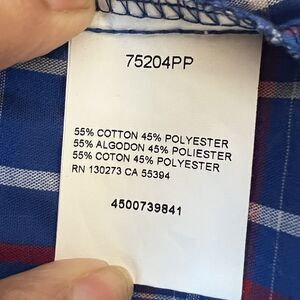 75204PP
55% COTTON 45% POLYESTER
55% ALGODON 45% POLIESTER
55% COTON 45% POLYESTER
RN 130273 CA 55394
4500739841